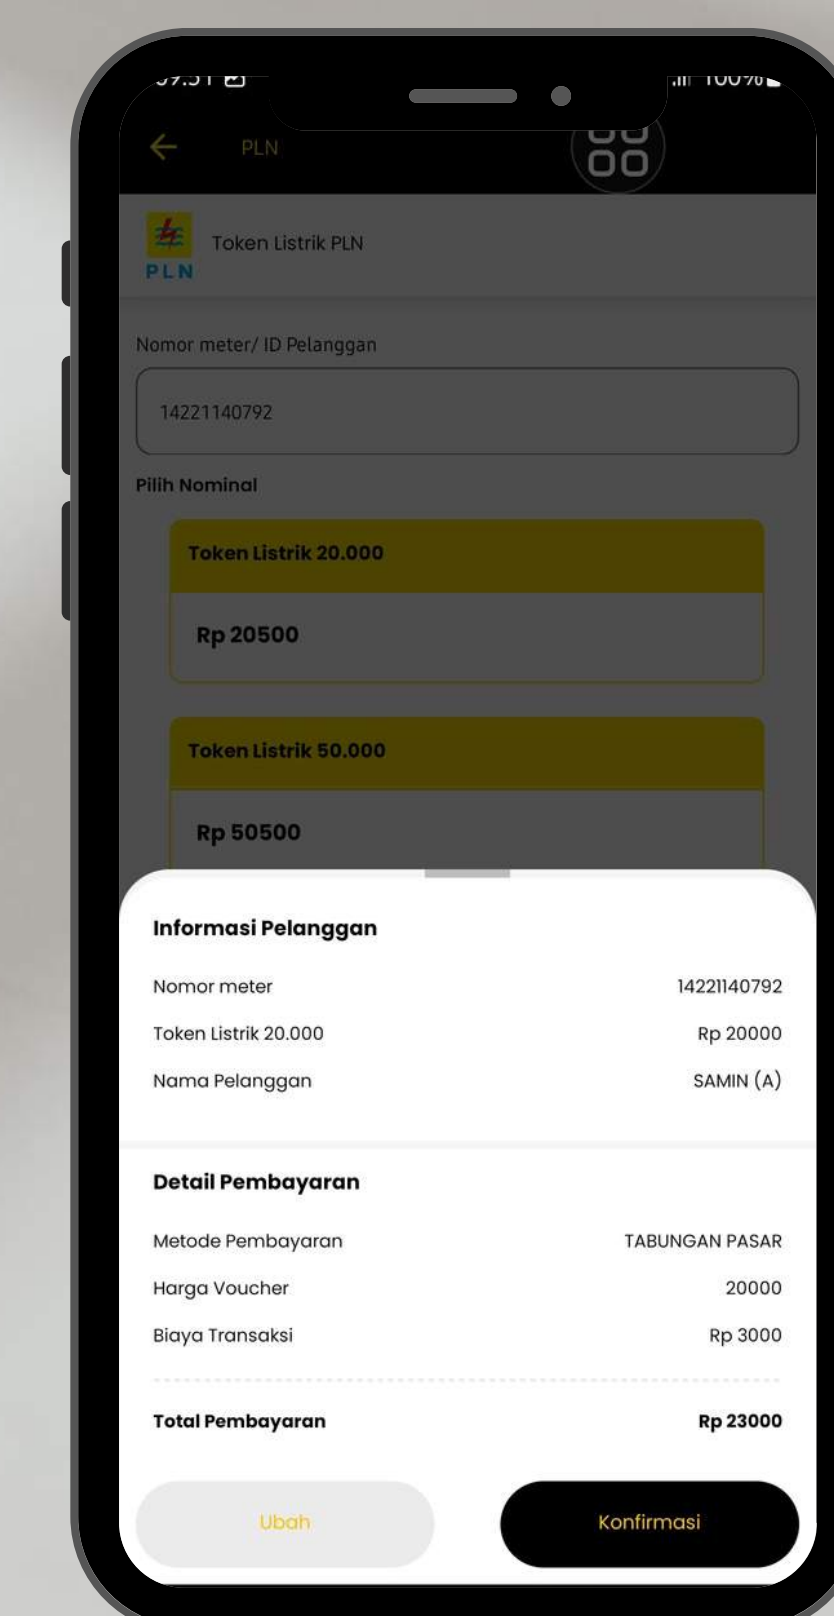 100%
PLN
PLN
Token Listrik PLN
Nomor meter/ ID Pelanggan
14221140792
Pilih Nominal
Token Listrik 20.000
Rp 20500
Token Listrik 50.000
Rp 50500
Informasi Pelanggan
Nomor meter 14221140792
Token Listrik 20.000 Rp 20000
Nama Pelanggan SAMIN (A)
Detail Pembayaran
Metode Pembayaran TABUNGAN PASAR
Harga Voucher 20000
Biaya Transaksi Rp 3000
Total Pembayaran Rp 23000
Ubah Konfirmasi